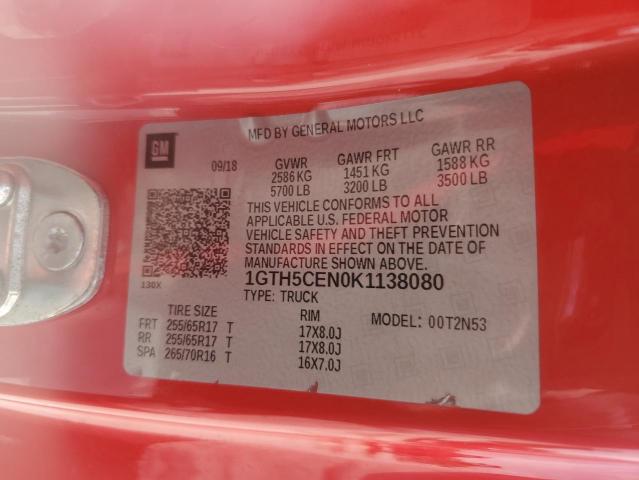 MFD BY GENERAL MOTORS LLC
GM
09/18 GVWR GAWR FRT GAWR RR
2586 KG 1451 KG 1588 KG
5700 LB 3200 LB 3500 LB
THIS VEHICLE CONFORMS TO ALL
APPLICABLE U.S. FEDERAL MOTOR
VEHICLE SAFETY AND THEFT PREVENTION
STANDARDS IN EFFECT ON THE DATE OF
MANUFACTURE SHOWN ABOVE.
130X
1GTH5CEN0K1138080
TYPE: TRUCK
TIRE SIZE RIM MODEL: 00T2N53
FRT 255/65R17 T 17X8.0J
RR 255/65R17 T 17X8.0J
SPA 265/70R16 T 16X7.0J